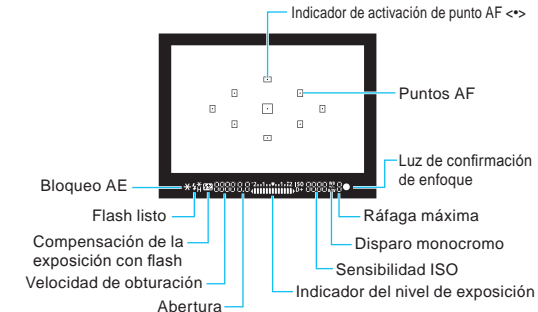 Indicador de activación de punto AF <•>
Puntos AF
Luz de confirmación
de enfoque
Bloqueo AE
Flash listo
Ráfaga máxima
Compensación de la
exposición con flash
Disparo monocromo
Velocidad de obturación
Sensibilidad ISO
Abertura
Indicador del nivel de exposición
ISO
D+